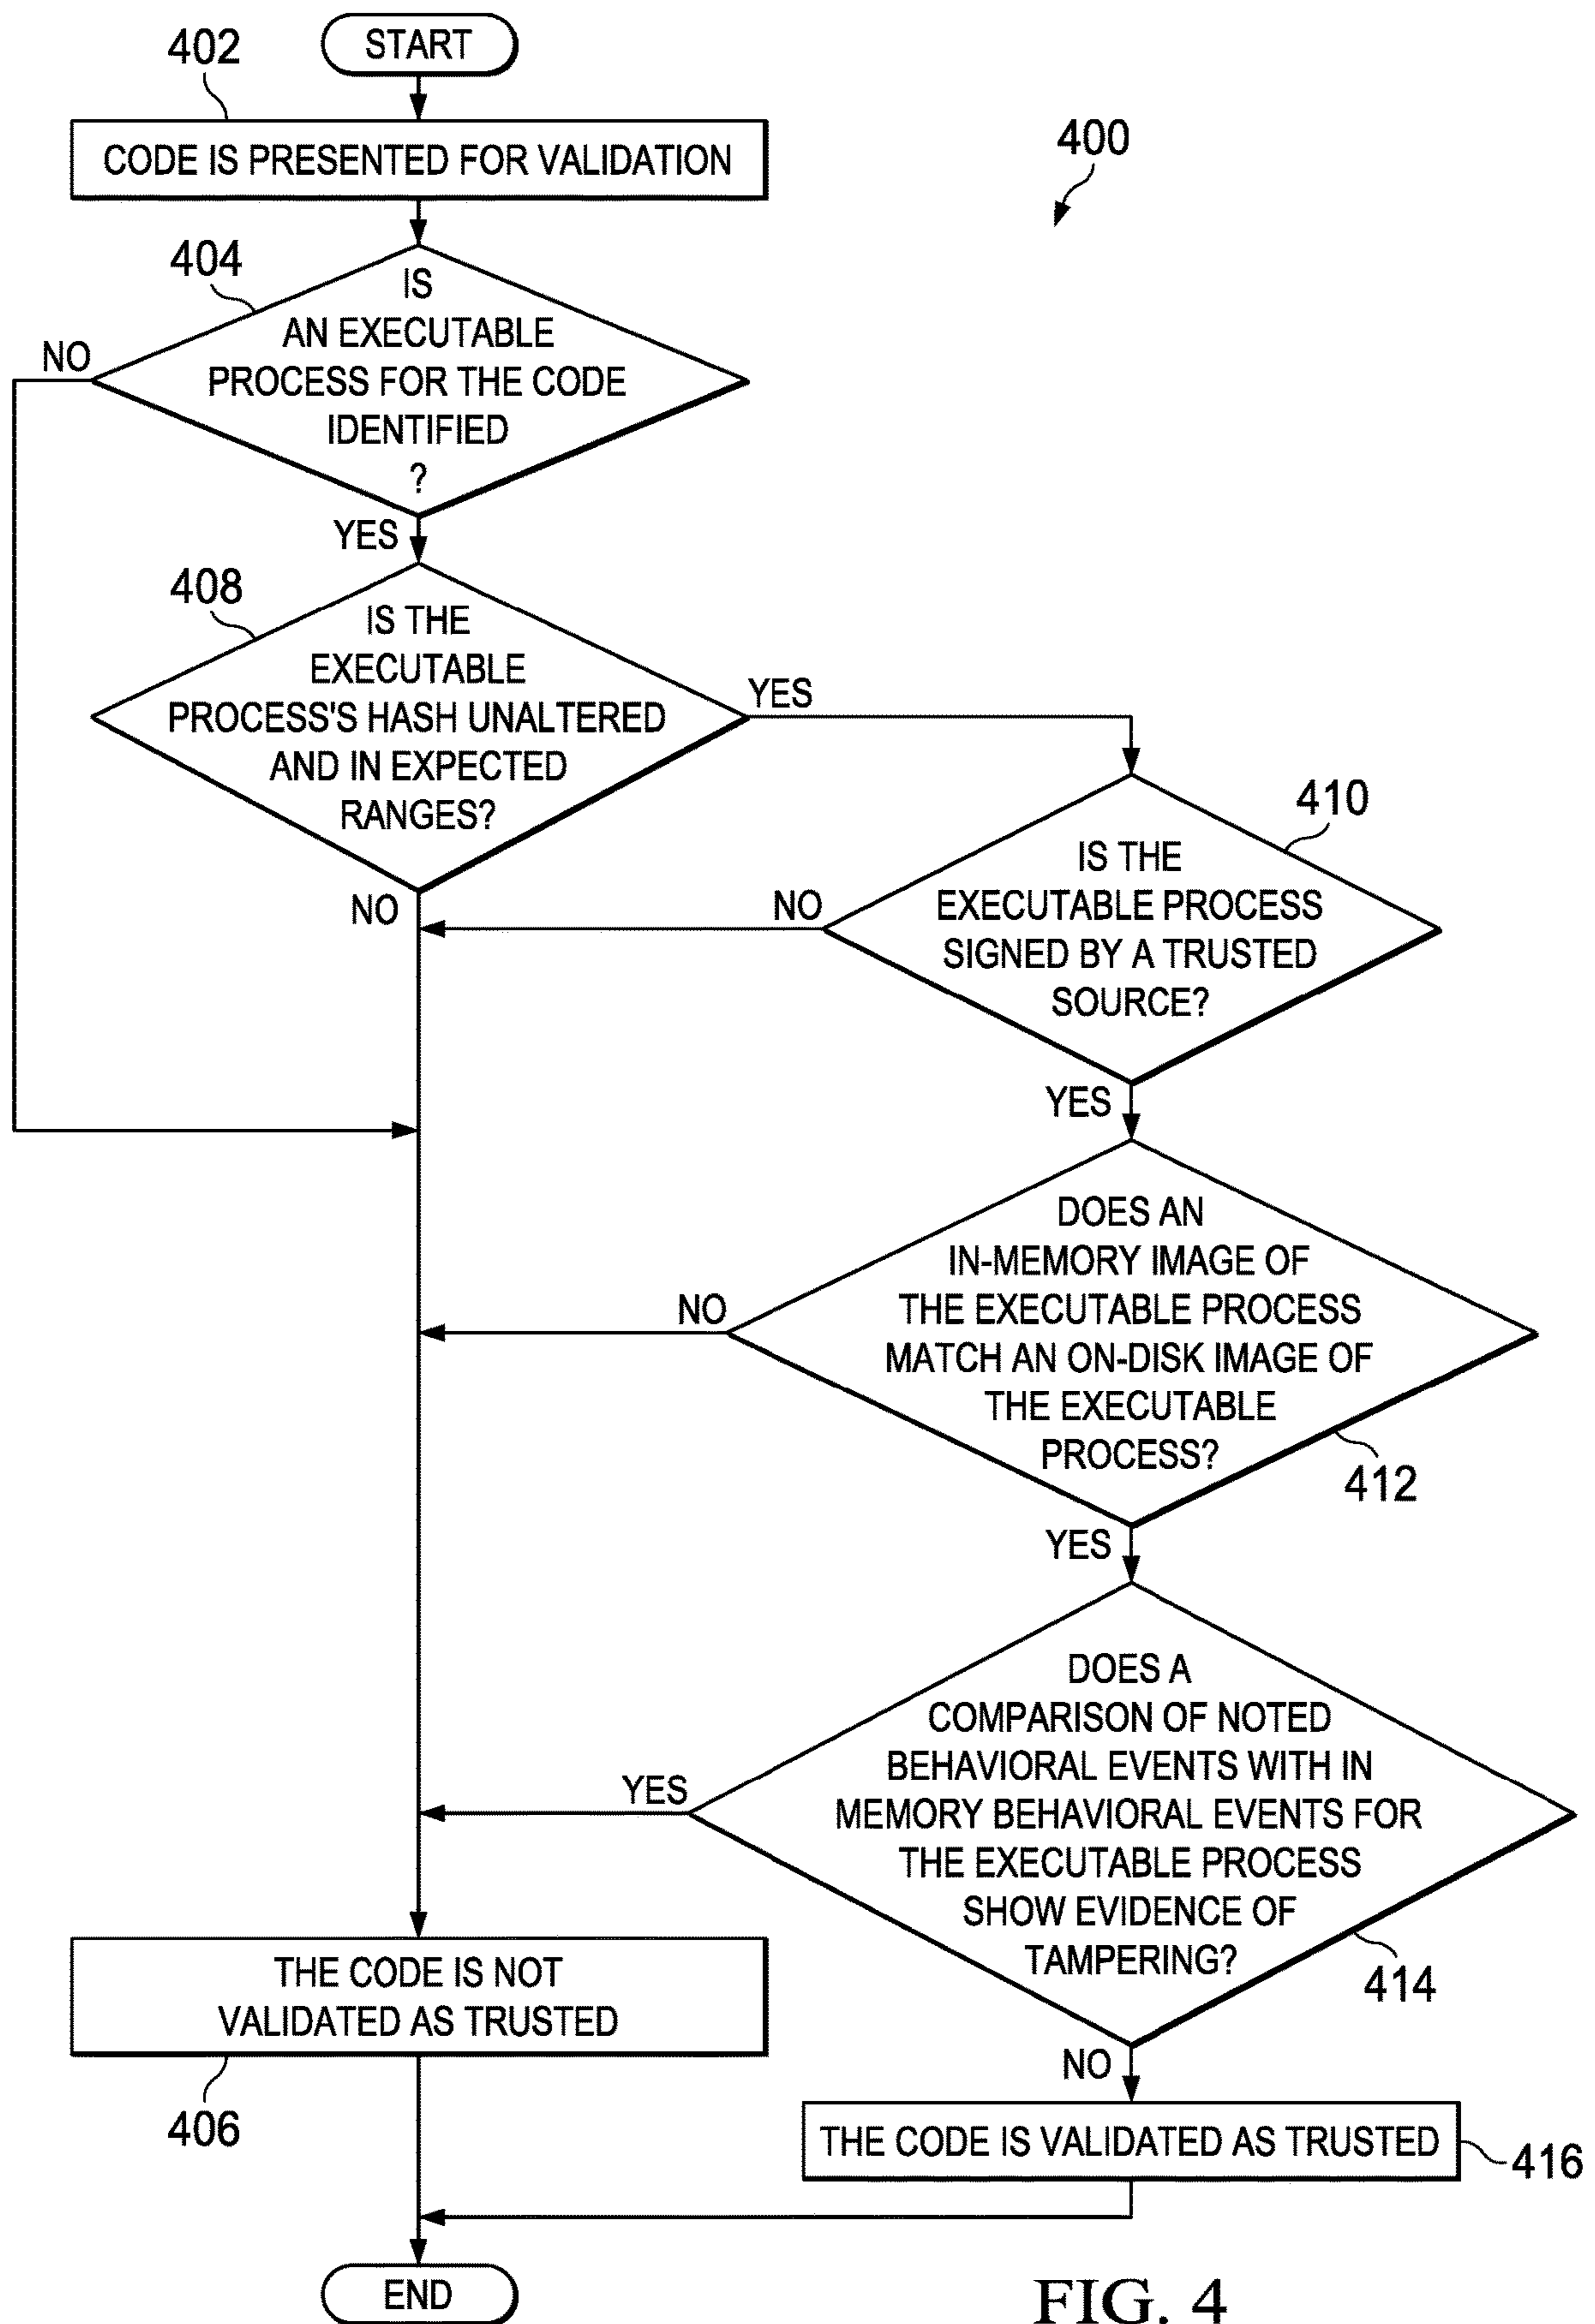 START
402
CODE IS PRESENTED FOR VALIDATION
400
404
IS
AN EXECUTABLE
PROCESS FOR THE CODE
IDENTIFIED
?
NO
YES
408
IS THE
EXECUTABLE
PROCESS'S HASH UNALTERED
AND IN EXPECTED
RANGES?
YES
NO
410
IS THE
EXECUTABLE PROCESS
SIGNED BY A TRUSTED
SOURCE?
NO
YES
DOES AN
IN-MEMORY IMAGE OF
THE EXECUTABLE PROCESS
MATCH AN ON-DISK IMAGE OF
THE EXECUTABLE
PROCESS?
NO
412
YES
DOES A
COMPARISON OF NOTED
BEHAVIORAL EVENTS WITH IN
MEMORY BEHAVIORAL EVENTS FOR
THE EXECUTABLE PROCESS
SHOW EVIDENCE OF
TAMPERING?
YES
414
NO
THE CODE IS NOT
VALIDATED AS TRUSTED
406
THE CODE IS VALIDATED AS TRUSTED
416
END
FIG. 4